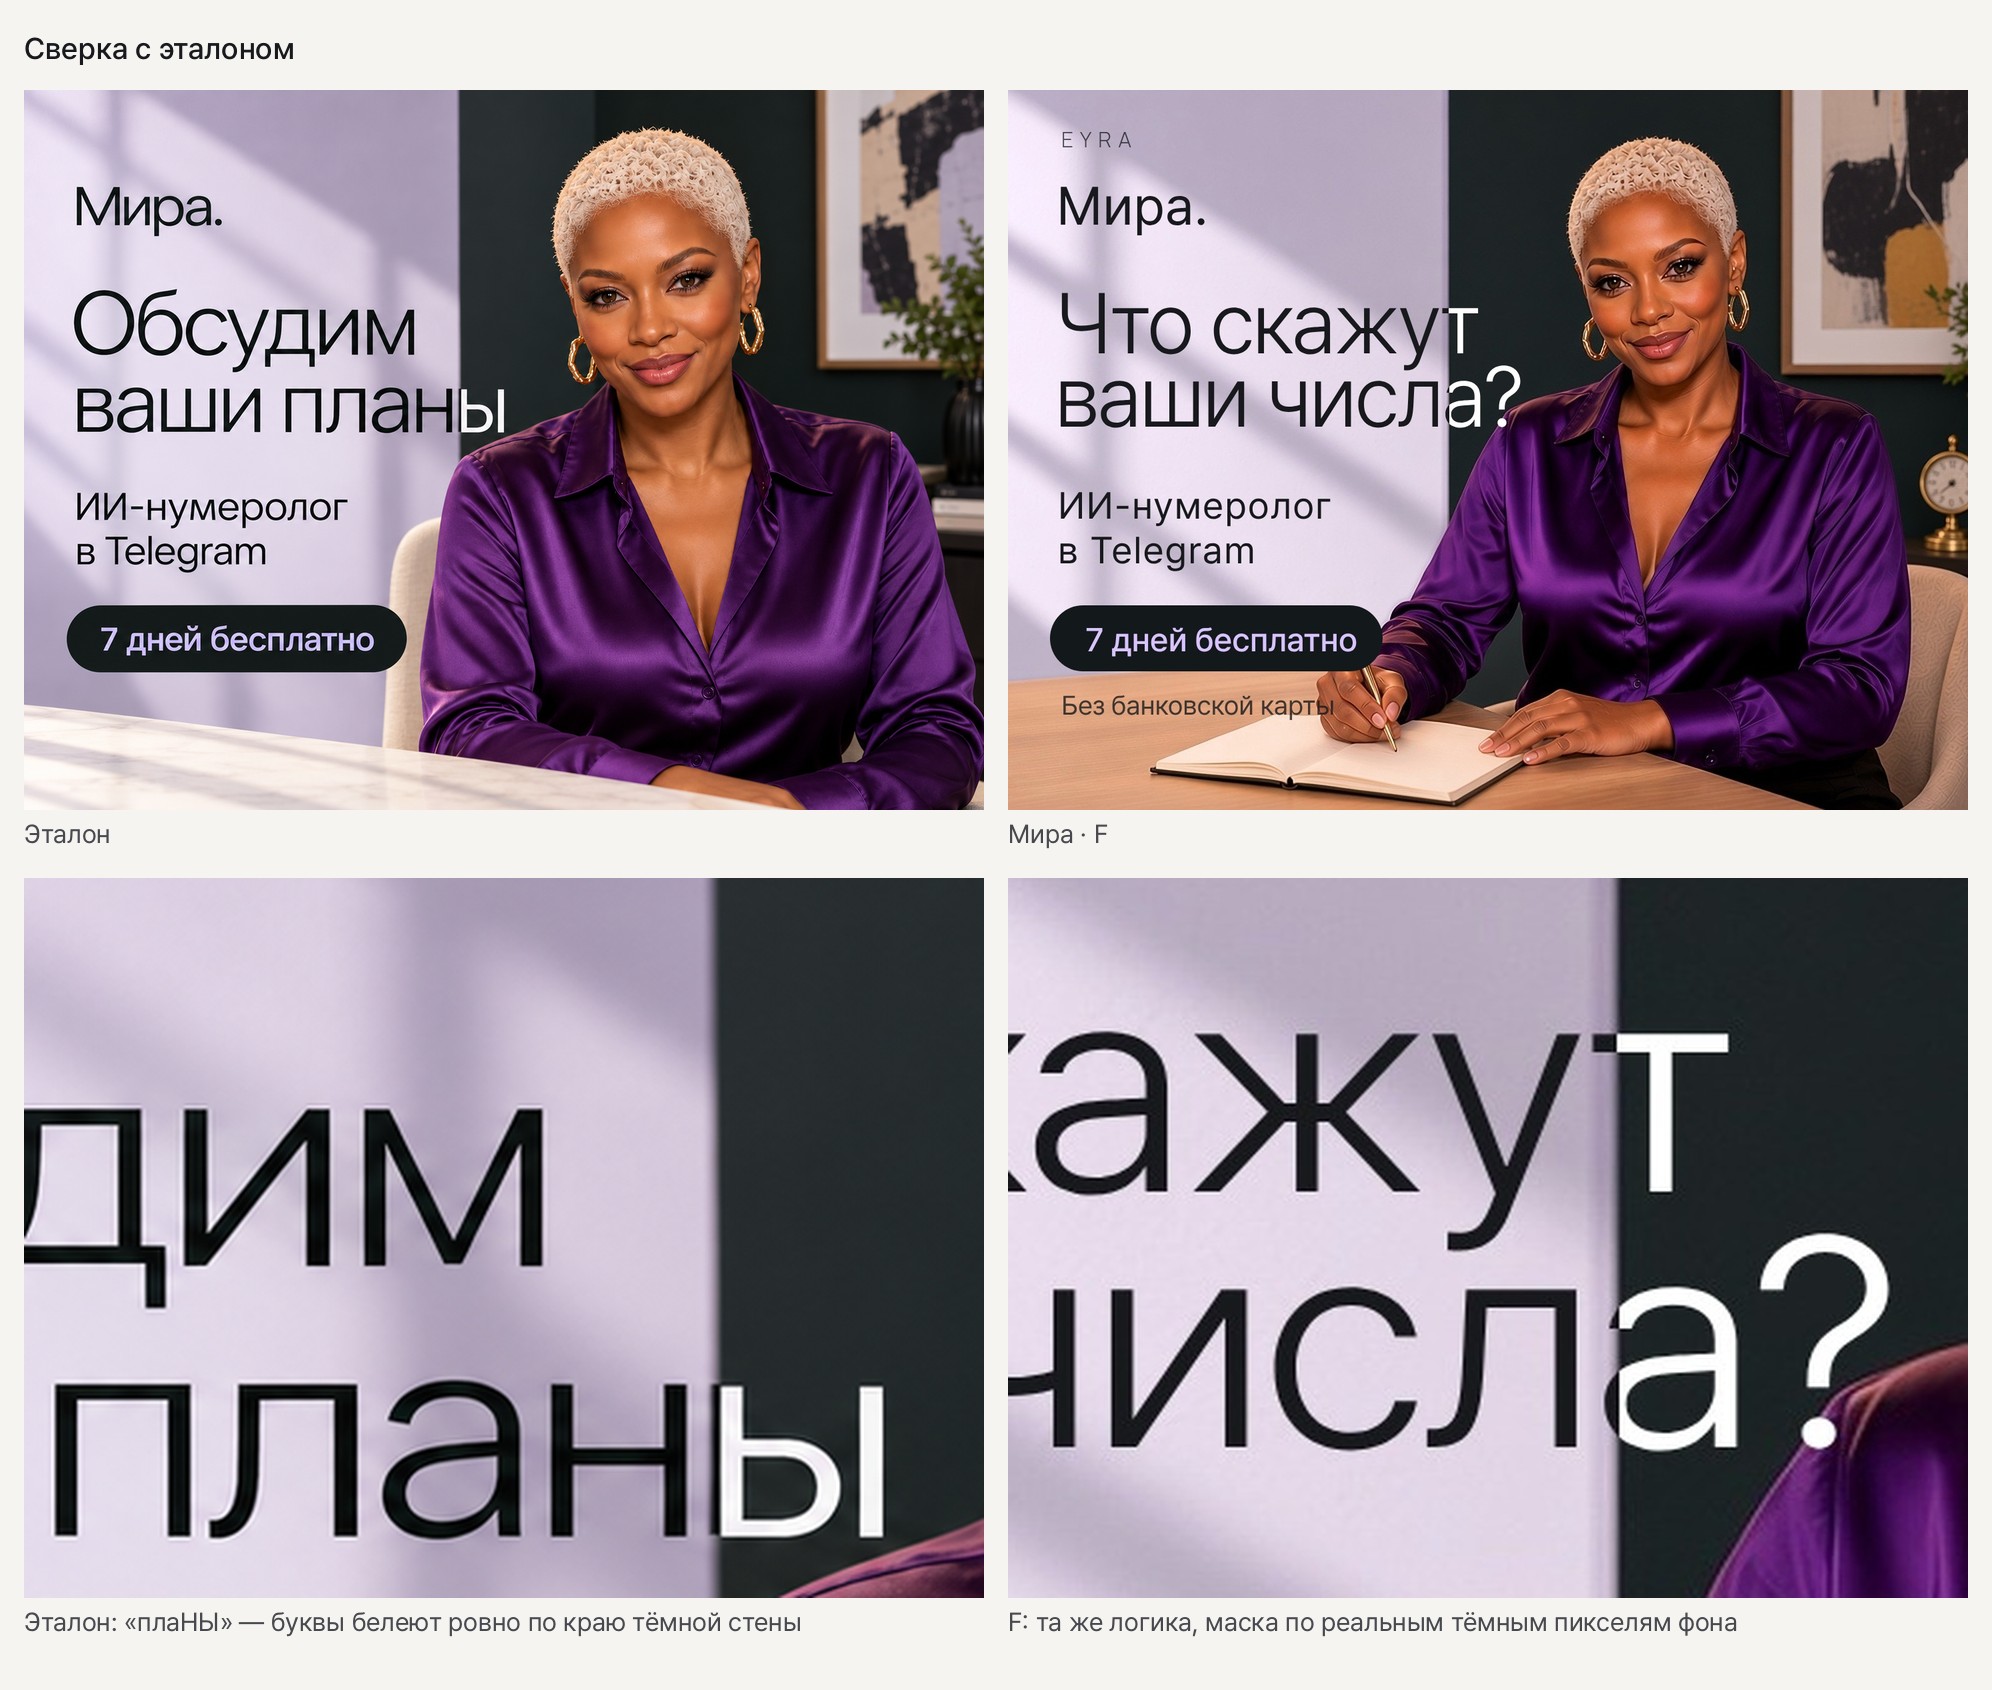 Сверка с эталоном
Мира.
Обсудим
ваши планы
ИИ-нумеролог
в Telegram
7 дней бесплатно
Эталон
EYRA
Мира.
Что скажут
ваши числа?
ИИ-нумеролог
в Telegram
7 дней бесплатно
Без банковской карты
Мира · F
дим
планы
Эталон: «плаНЫ» — буквы белеют ровно по краю тёмной стены
кажут
числа?
F: та же логика, маска по реальным тёмным пикселям фона